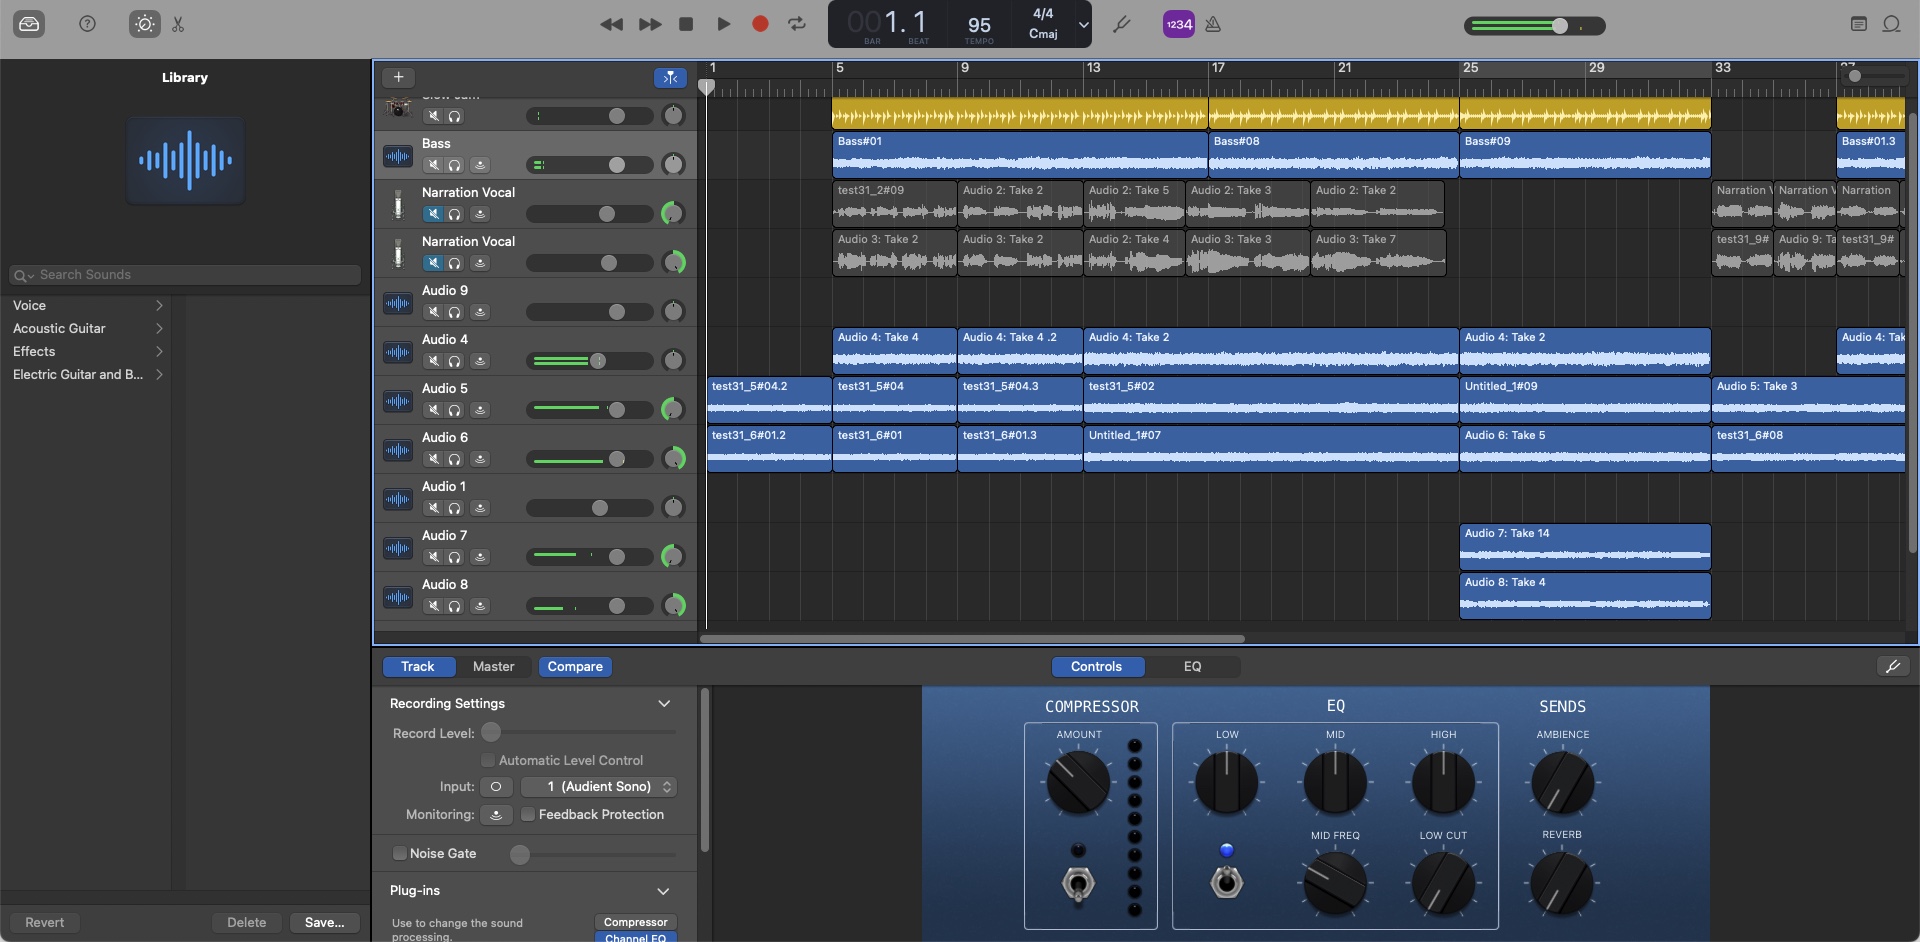 001. 1
BAR
BEAT
95
TEMPO
4/4
Cmaj
1234
Library
Search Sounds
Voice
Acoustic Guitar
Effects
Electric Guitar and B...
Revert
Delete
Save...
+
1
5
9
13
17
21
25
29
33
37
Bass
Bass#01
Bass#08
Bass#09
Bass#01.3
Narration Vocal
test31_2#09
Audio 2: Take 2
Audio 2: Take 5
Audio 2: Take 3
Audio 2: Take 2
Narration V
Narration V
Narration
Narration Vocal
Audio 3: Take 2
Audio 3: Take 2
Audio 2: Take 4
Audio 3: Take 3
Audio 3: Take 7
test31_9#
Audio 9: Ta
test31_9#
Audio 9
Audio 4
Audio 4: Take 4
Audio 4: Take 4 .2
Audio 4: Take 2
Audio 4: Take 2
Audio 4: Tak
Audio 5
test31_5#04.2
test31_5#04
test31_5#04.3
test31_5#02
Untitled_1#09
Audio 5: Take 3
Audio 6
test31_6#01.2
test31_6#01
test31_6#01.3
Untitled_1#07
Audio 6: Take 5
test31_6#08
Audio 1
Audio 7
Audio 7: Take 14
Audio 8
Audio 8: Take 4
Track
Master
Compare
Controls
EQ
Recording Settings
Record Level:
Automatic Level Control
Input:
1 (Audient Sono)
Monitoring:
Feedback Protection
Noise Gate
Plug-ins
Use to change the sound
processing.
Compressor
Channel EQ
COMPRESSOR
AMOUNT
EQ
LOW
MID
HIGH
MID FREQ
LOW CUT
SENDS
AMBIENCE
REVERB